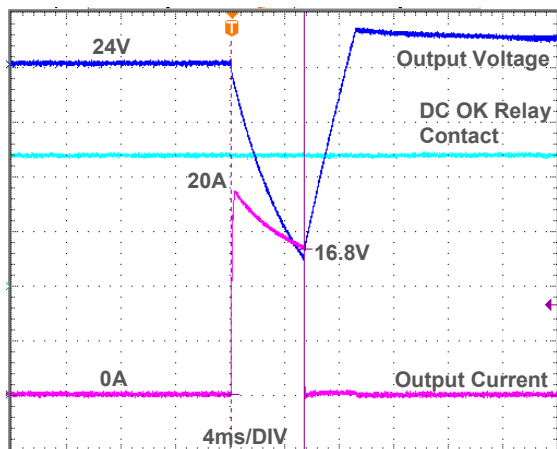 T
24V
Output Voltage
DC OK Relay
Contact
20A
16.8V
0A
Output Current
4ms/DIV